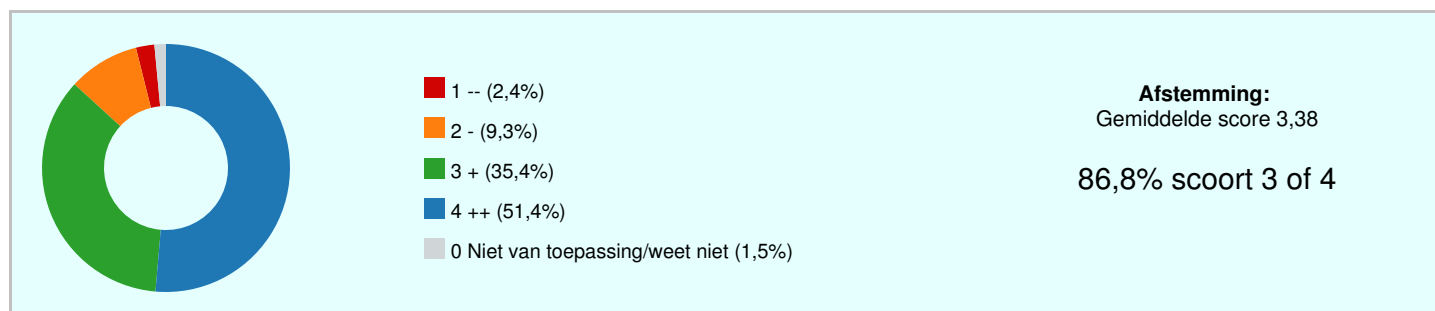 1 -- (2,4%)
2 - (9,3%)
3 + (35,4%)
4 ++ (51,4%)
0 Niet van toepassing/weet niet (1,5%)
Afstemming:
Gemiddelde score 3,38
86,8% scoort 3 of 4